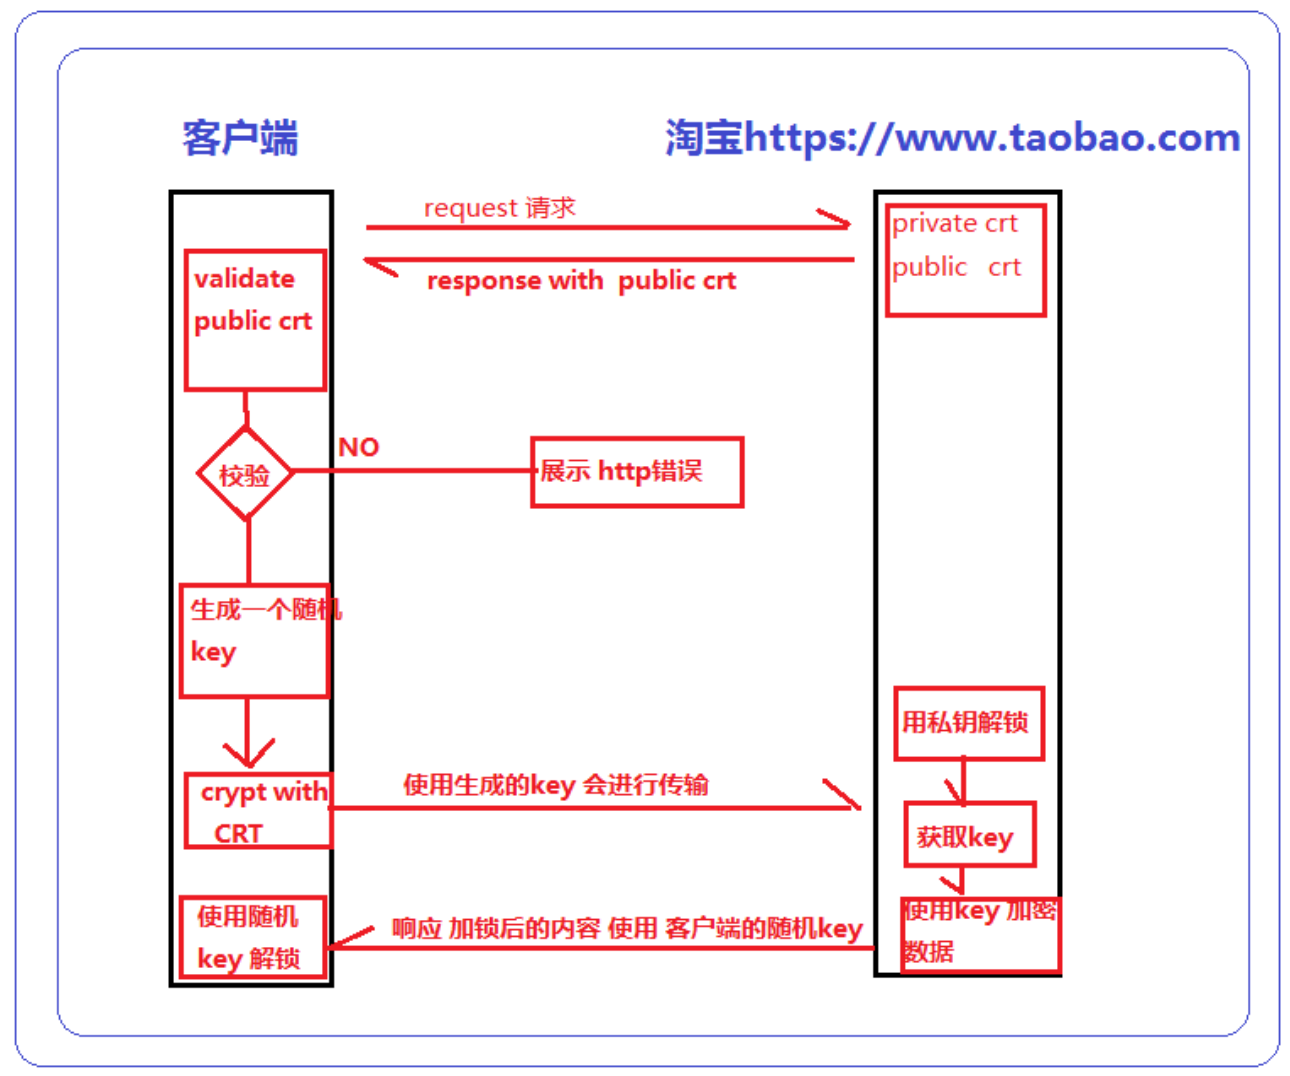 客户端
淘宝https://www.taobao.com
request 请求
private crt
public crt
response with public crt
validate
public crt
校验
NO
展示 http错误
生成一个随机
key
crypt with
CRT
使用生成的key 会进行传输
用私钥解锁
获取key
使用key 加密
数据
响应 加锁后的内容 使用 客户端的随机key
使用随机
key 解锁